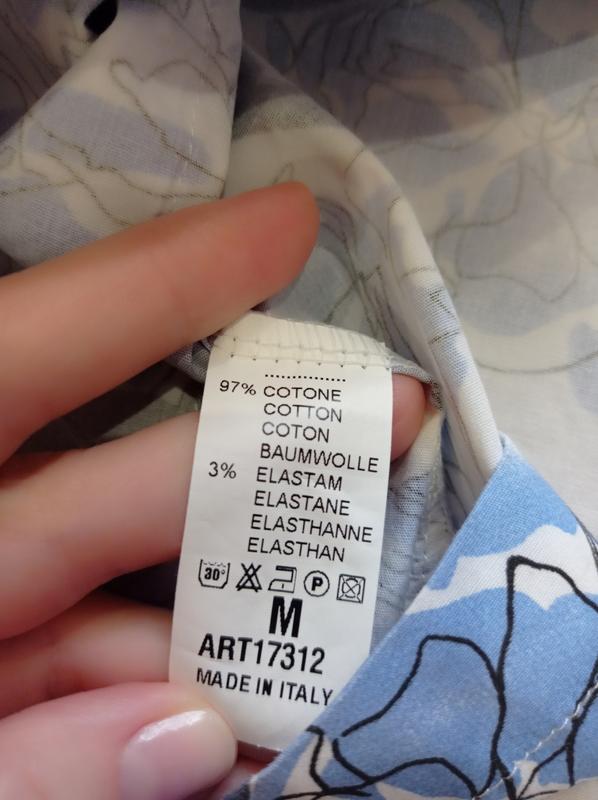 97% COTONE
COTTON
COTON
BAUMWOLLE
3% ELASTAM
ELASTANE
ELASTHANNE
ELASTHAN
30° P
M
ART17312
MADE IN ITALY